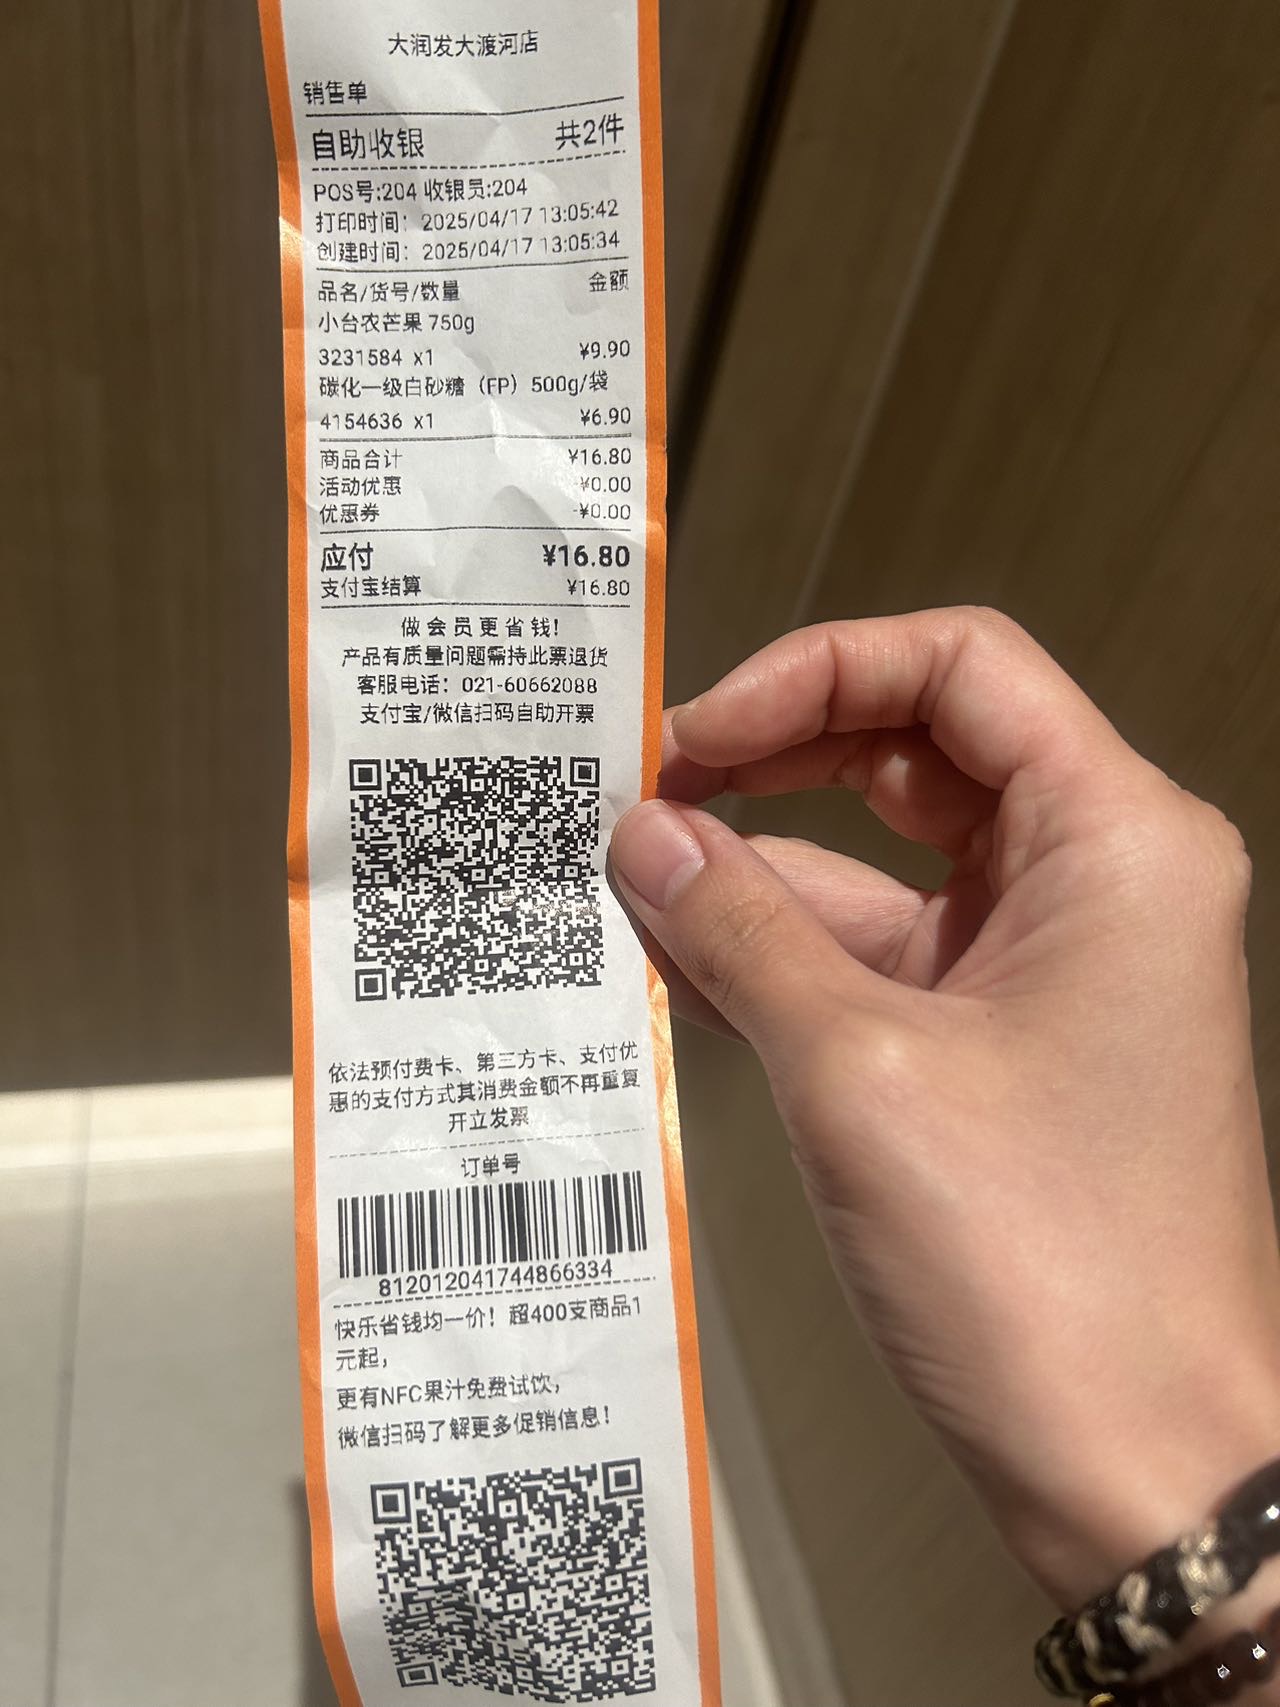 大润发大渡河店
销售单
自助收银 共2件
POS号:204 收银员:204
打印时间： 2025/04/17 13:05:42
创建时间： 2025/04/17 13:05:34
品名/货号/数量 金额
小台农芒果 750g
3231584 x1 ¥9.90
碳化一级白砂糖（FP）500g/袋
4154636 x1 ¥6.90
商品合计 ¥16.80
活动优惠 -¥0.00
优惠券 -¥0.00
应付 ¥16.80
支付宝结算 ¥16.80
做会员更省钱！
产品有质量问题需持此票退货
客服电话：021-60662088
支付宝/微信扫码自助开票
依法预付费卡、第三方卡、支付优
惠的支付方式其消费金额不再重复
开立发票
订单号
812012041744866334
快乐省钱均一价！超400支商品1
元起，
更有NFC果汁免费试饮，
微信扫码了解更多促销信息！